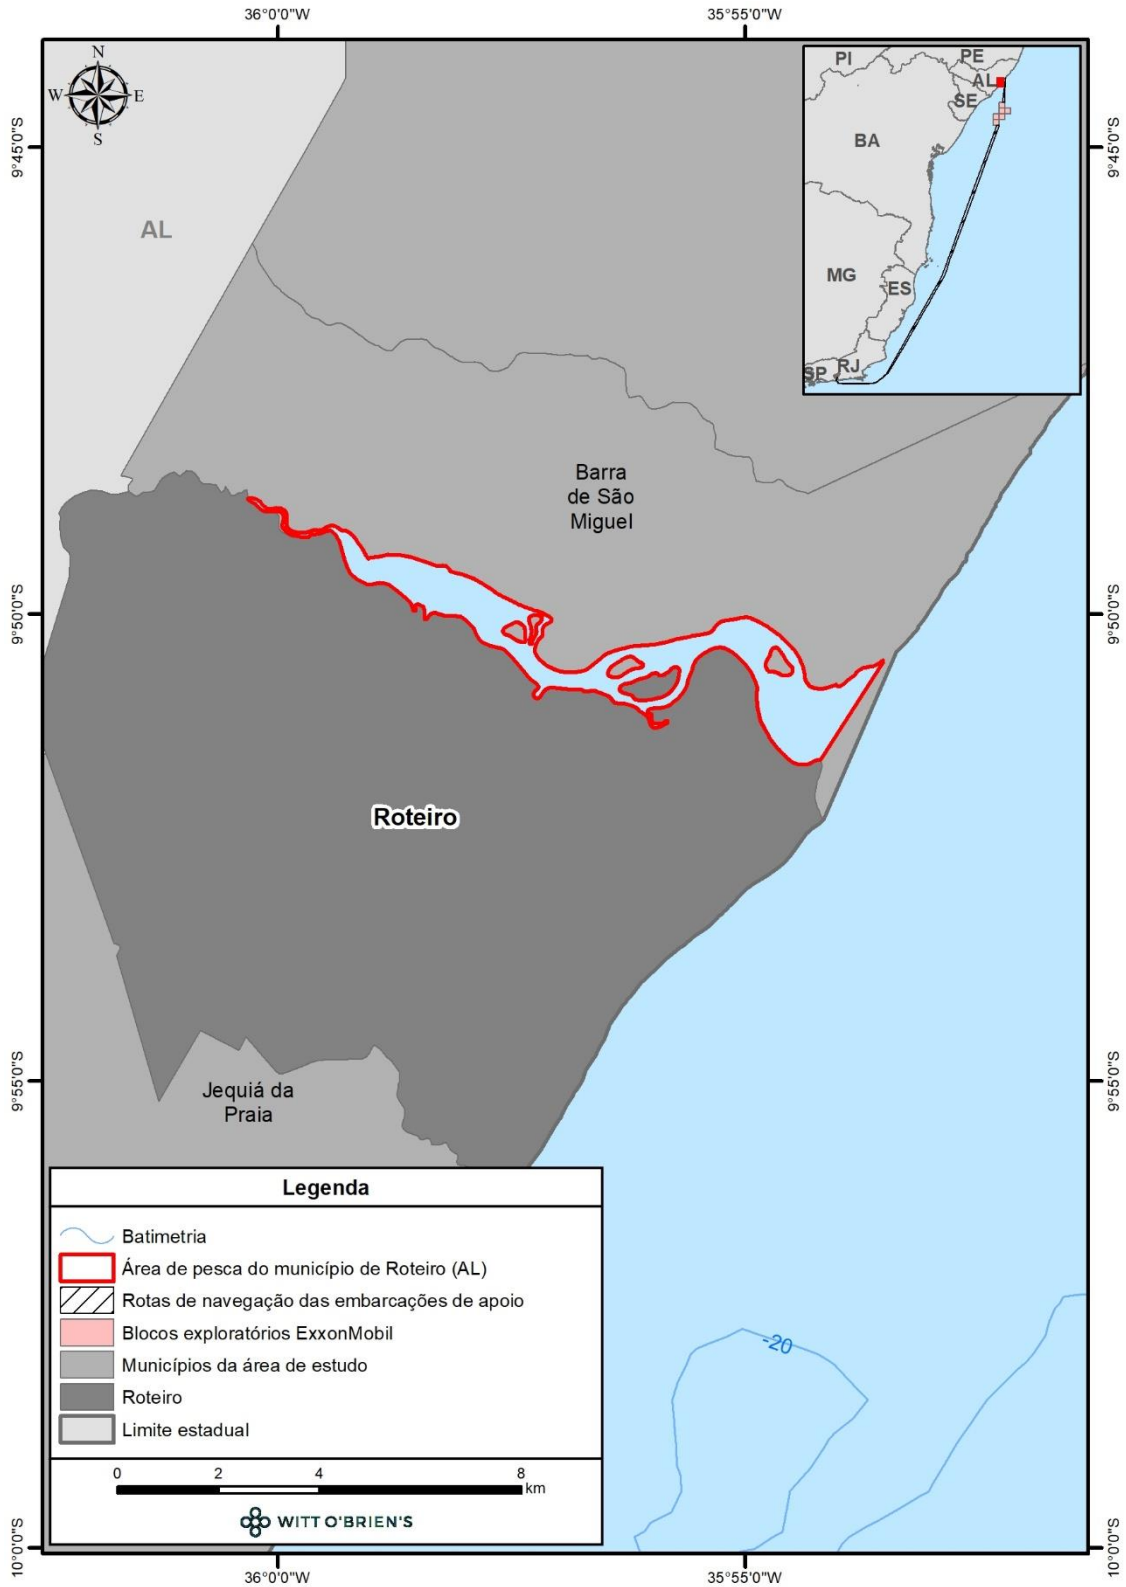 36°0'0"W
35°55'0"W
N
W
E
S
9°45'0"S
9°45'0"S
PI
PE
AL
SE
BA
MG
ES
RJ
SP
AL
Barra
de São
Miguel
9°50'0"S
9°50'0"S
Roteiro
9°55'0"S
9°55'0"S
Jequiá da
Praia
Legenda
Batimetria
Área de pesca do município de Roteiro (AL)
Rotas de navegação das embarcações de apoio
Blocos exploratórios ExxonMobil
Municípios da área de estudo
Roteiro
Limite estadual
0 2 4 8
km
WITT O'BRIEN'S
-20
10°0'0"S
10°0'0"S
36°0'0"W
35°55'0"W